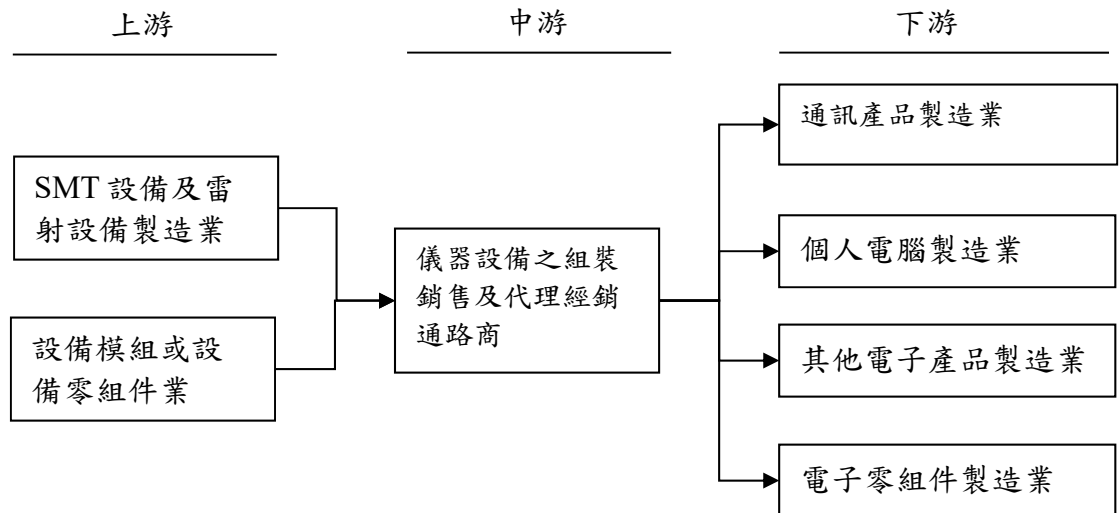 上游
中游
下游
SMT 設備及雷
射設備製造業
設備模組或設
備零組件業
儀器設備之組裝
銷售及代理經銷
通路商
通訊產品製造業
個人電腦製造業
其他電子產品製造業
電子零組件製造業